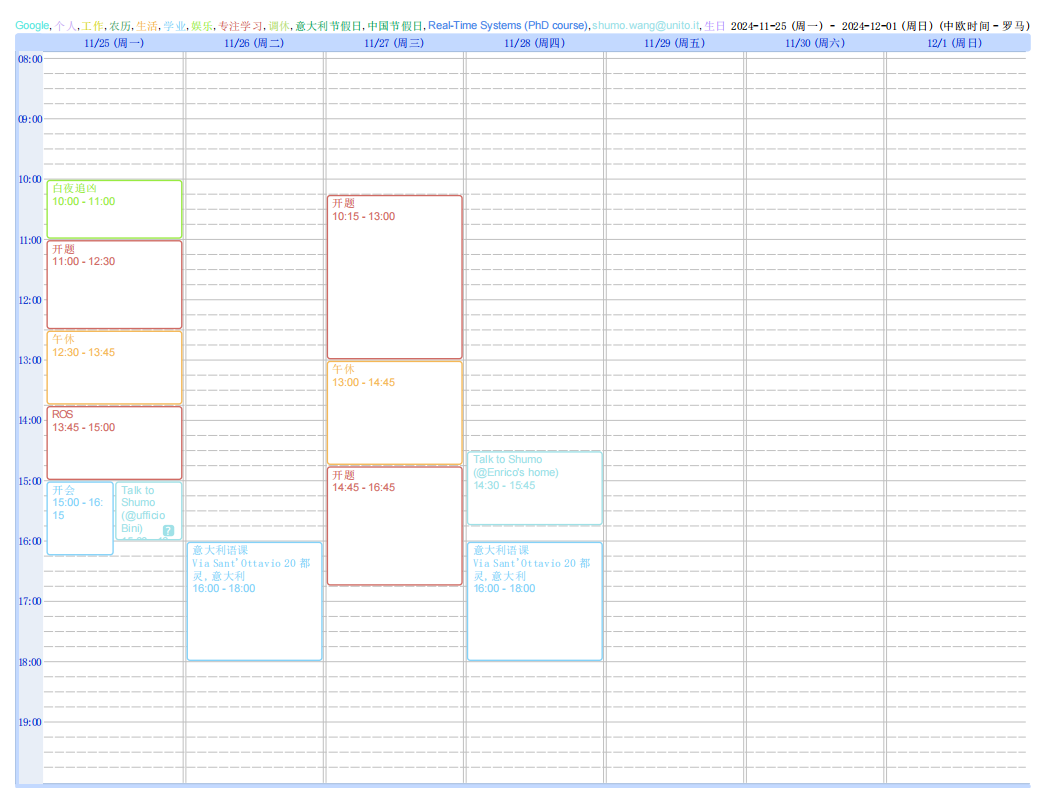 Google, 个人, 工作, 农历, 生活, 学业, 娱乐, 专注学习, 调休, 意大利节假日, 中国节假日, Real-Time Systems (PhD course), shumo.wang@unito.it, 生日 2024-11-25 (周一) - 2024-12-01 (周日) (中欧时间 - 罗马)
11/25 (周一) 11/26 (周二) 11/27 (周三) 11/28 (周四) 11/29 (周五) 11/30 (周六) 12/1 (周日)
08:00
09:00
10:00
白夜追凶
10:00 - 11:00
开题
10:15 - 13:00
11:00
开题
11:00 - 12:30
12:00
午休
12:30 - 13:45
13:00
午休
13:00 - 14:45
ROS
13:45 - 15:00
14:00
Talk to Shumo
(@Enrico's home)
14:30 - 15:45
开题
14:45 - 16:45
15:00
开会
15:00 - 16:
15
Talk to
Shumo
(@ufficio
Bini)
?
16:00
意大利语课
Via Sant'Ottavio 20 都
灵, 意大利
16:00 - 18:00
意大利语课
Via Sant'Ottavio 20 都
灵, 意大利
16:00 - 18:00
17:00
18:00
19:00